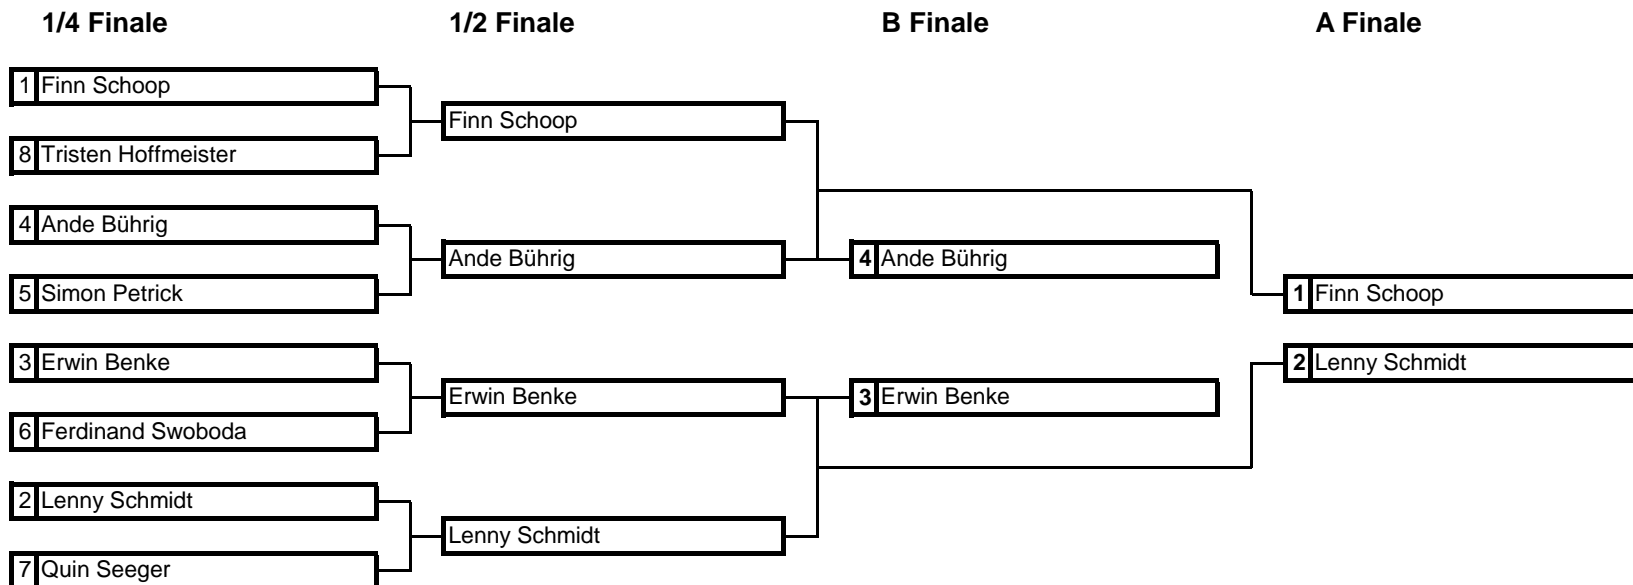 1/4 Finale 1/2 Finale B Finale A Finale
1 Finn Schoop
Finn Schoop
8 Tristen Hoffmeister
4 Ande Bührig
Ande Bührig
4 Ande Bührig
5 Simon Petrick
1 Finn Schoop
3 Erwin Benke
2 Lenny Schmidt
Erwin Benke
3 Erwin Benke
6 Ferdinand Swoboda
2 Lenny Schmidt
Lenny Schmidt
7 Quin Seeger